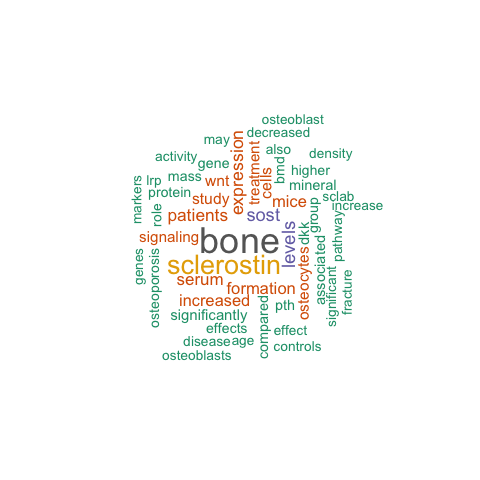 osteoblast
decreased
may
also
density
activity
gene
expression
treatment
cells
bmd
higher
mass
wnt
mineral
markers
lrp
protein
study
mice
sclab
increase
role
patients
sost
group
signaling
bone
levels
dkk
pathway
genes
osteoporosis
sclerostin
osteocytes
associated
significant
fracture
serum
formation
increased
compared
pth
significantly
effects
effect
disease
age
controls
osteoblasts